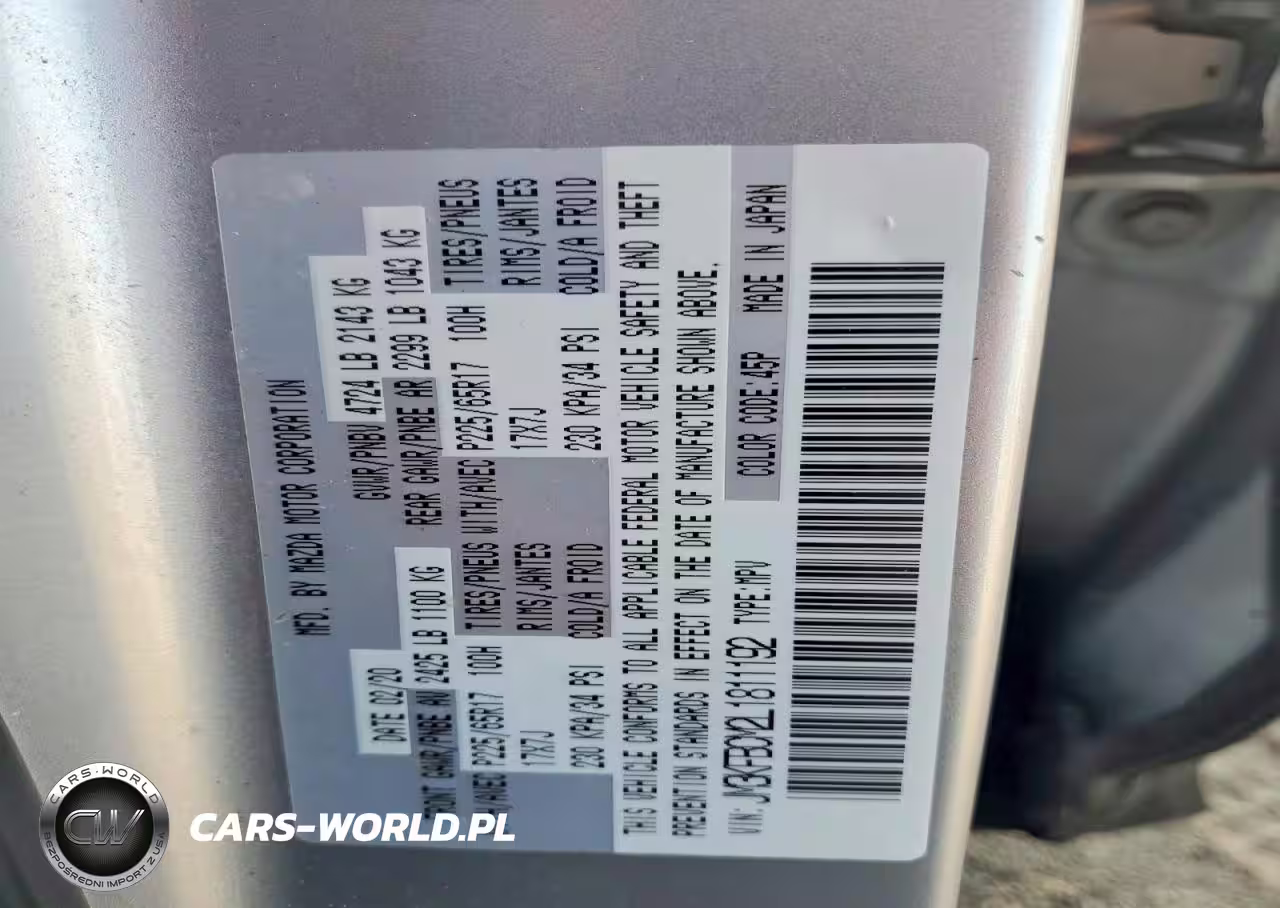 MFD. BY MAZDA MOTOR CORPORATION
DATE 02/20
GVWR/PNBV 4724 LB 2143 KG
FRONT GAWR/PNBE AV 2425 LB 1100 KG
REAR GAWR/PNBE AR 2299 LB 1043 KG
P225/65R17 100H
TIRES/PNEUS WITH/AVEC P225/65R17 100H
TIRES/PNEUS
17X7J
RIMS/JANTES 17X7J
RIMS/JANTES
230 KPA/34 PSI
COLD/A FROID 230 KPA/34 PSI
COLD/A FROID
THIS VEHICLE CONFIRMS TO ALL APPLICABLE FEDERAL MOTOR VEHICLE SAFETY AND THEFT
PREVENTION STANDARDS IN EFFECT ON THE DATE OF MANUFACTURE SHOWN ABOVE.
VIN: TYPE:MPV COLOR CODE:45P MADE IN JAPAN
CARS-WORLD
CW
BEZPOŚREDNI IMPORT Z USA
CARS-WORLD.PL